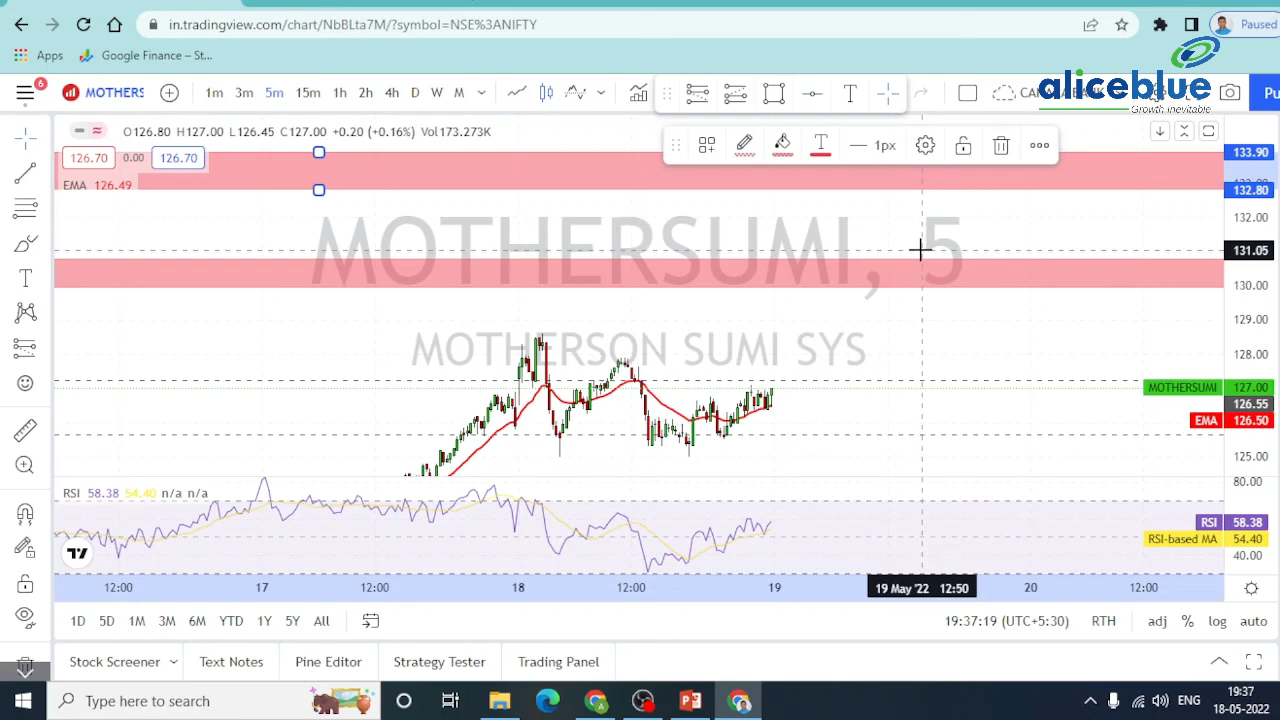 in.tradingview.com/chart/NbBLta7M/?symbol=NSE%3ANIFTY
Paused
Apps
Google Finance – St...
6
MOTHERS
1m 3m 5m 15m 1h 2h 4h D W M
T
aliceblue
Growth inevitable
Pu
O126.80 H127.00 L126.45 C127.00 +0.20 (+0.16%) Vol173.273K
126.70 0.00 126.70
EMA 126.49
T
1px
133.90
132.80
132.00
131.05
130.00
129.00
128.00
MOTHERSUMI 127.00
126.55
EMA 126.50
125.00
MOTHERSUMI, 5
MOTHERSON SUMI SYS
RSI 58.38 54.40 n/a n/a
80.00
RSI 58.38
RSI-based MA 54.40
40.00
12:00 17 12:00 18 12:00 19 19 May '22 12:50 20 12:00
1D 5D 1M 3M 6M YTD 1Y 5Y All
19:37:19 (UTC+5:30) RTH adj % log auto
Stock Screener Text Notes Pine Editor Strategy Tester Trading Panel
Type here to search
ENG
19:37
18-05-2022